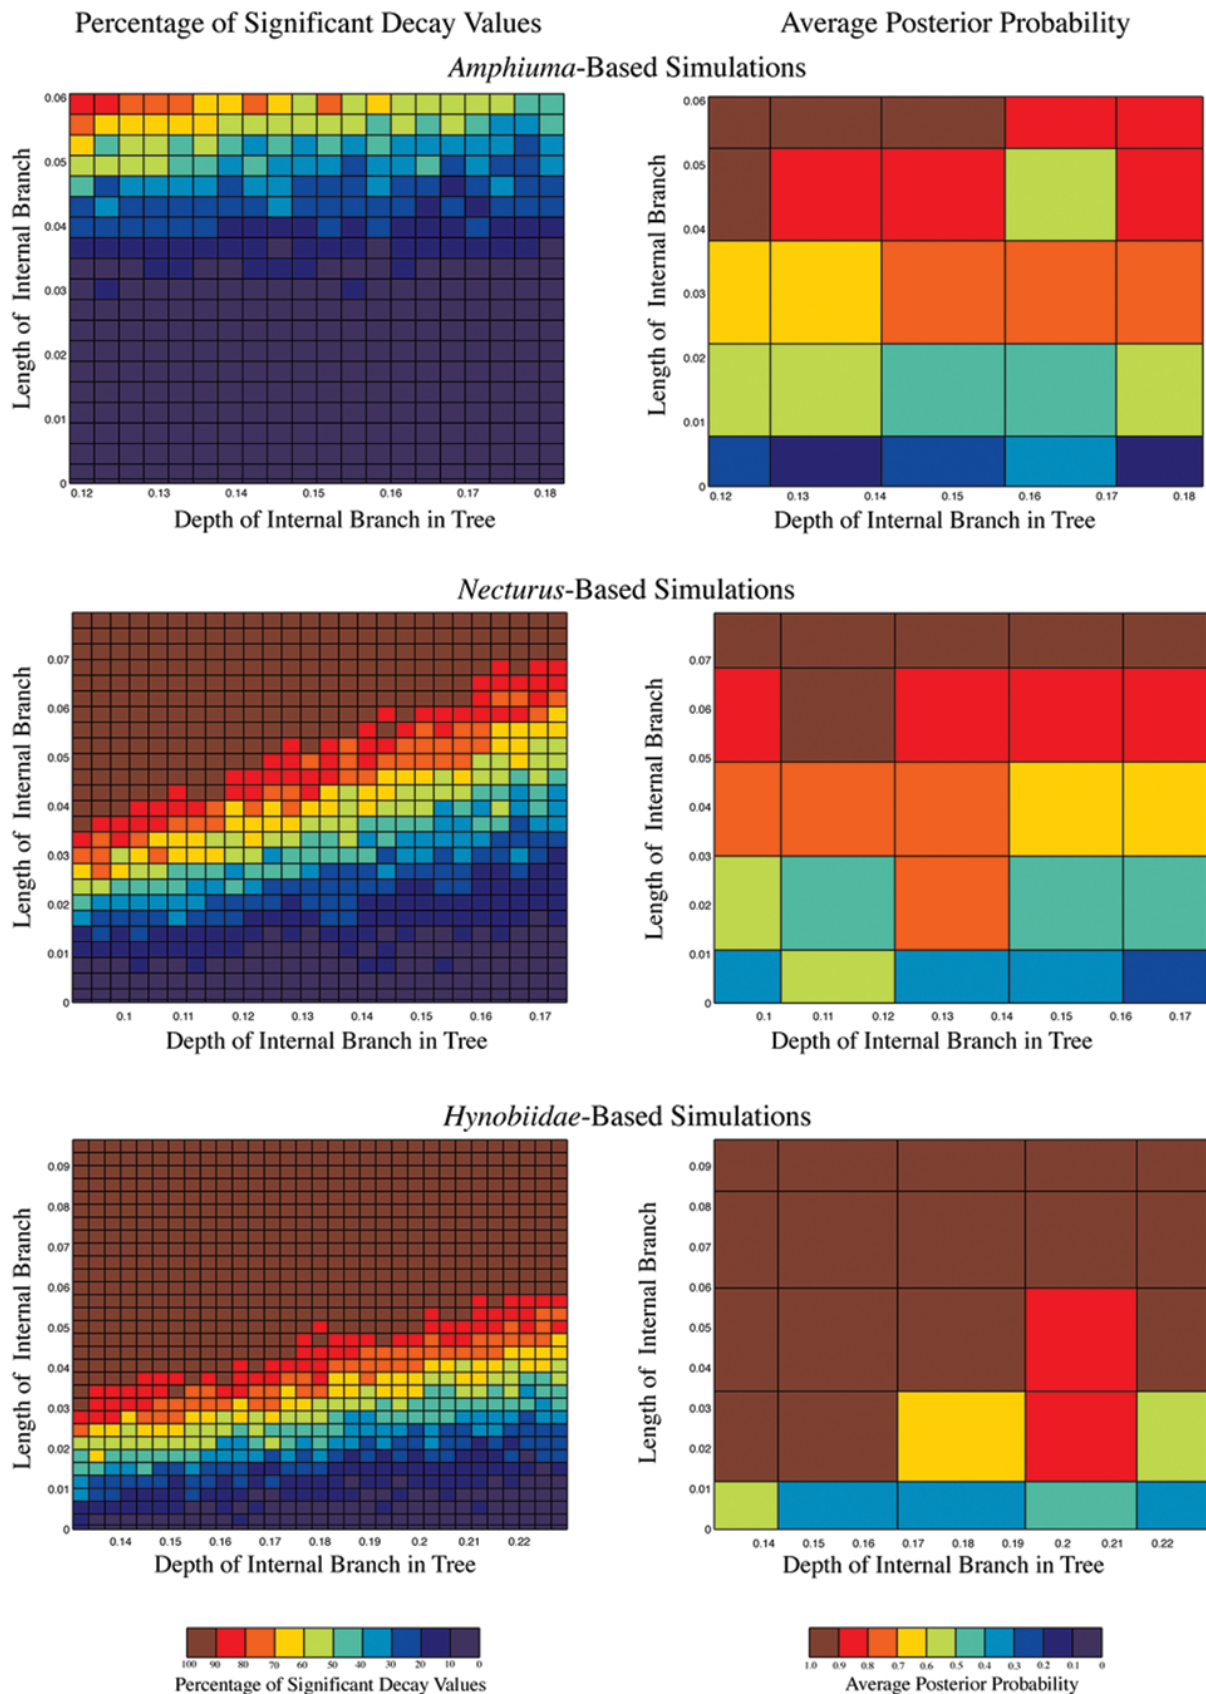 Percentage of Significant Decay Values
Average Posterior Probability
Amphiuma-Based Simulations
Length of Internal Branch
0.06
0.05
0.04
0.03
0.02
0.01
0
0.12 0.13 0.14 0.15 0.16 0.17 0.18
Depth of Internal Branch in Tree
Length of Internal Branch
0.06
0.05
0.04
0.03
0.02
0.01
0
0.12 0.13 0.14 0.15 0.16 0.17 0.18
Depth of Internal Branch in Tree
Necturus-Based Simulations
Length of Internal Branch
0.07
0.06
0.05
0.04
0.03
0.02
0.01
0
0.1 0.11 0.12 0.13 0.14 0.15 0.16 0.17
Depth of Internal Branch in Tree
Length of Internal Branch
0.07
0.06
0.05
0.04
0.03
0.02
0.01
0
0.1 0.11 0.12 0.13 0.14 0.15 0.16 0.17
Depth of Internal Branch in Tree
Hynobiidae-Based Simulations
Length of Internal Branch
0.09
0.08
0.07
0.06
0.05
0.04
0.03
0.02
0.01
0
0.14 0.15 0.16 0.17 0.18 0.19 0.2 0.21 0.22
Depth of Internal Branch in Tree
Length of Internal Branch
0.09
0.08
0.07
0.06
0.05
0.04
0.03
0.02
0.01
0
0.14 0.15 0.16 0.17 0.18 0.19 0.2 0.21 0.22
Depth of Internal Branch in Tree
100 90 80 70 60 50 40 30 20 10 0
Percentage of Significant Decay Values
1.0 0.9 0.8 0.7 0.6 0.5 0.4 0.3 0.2 0.1 0
Average Posterior Probability